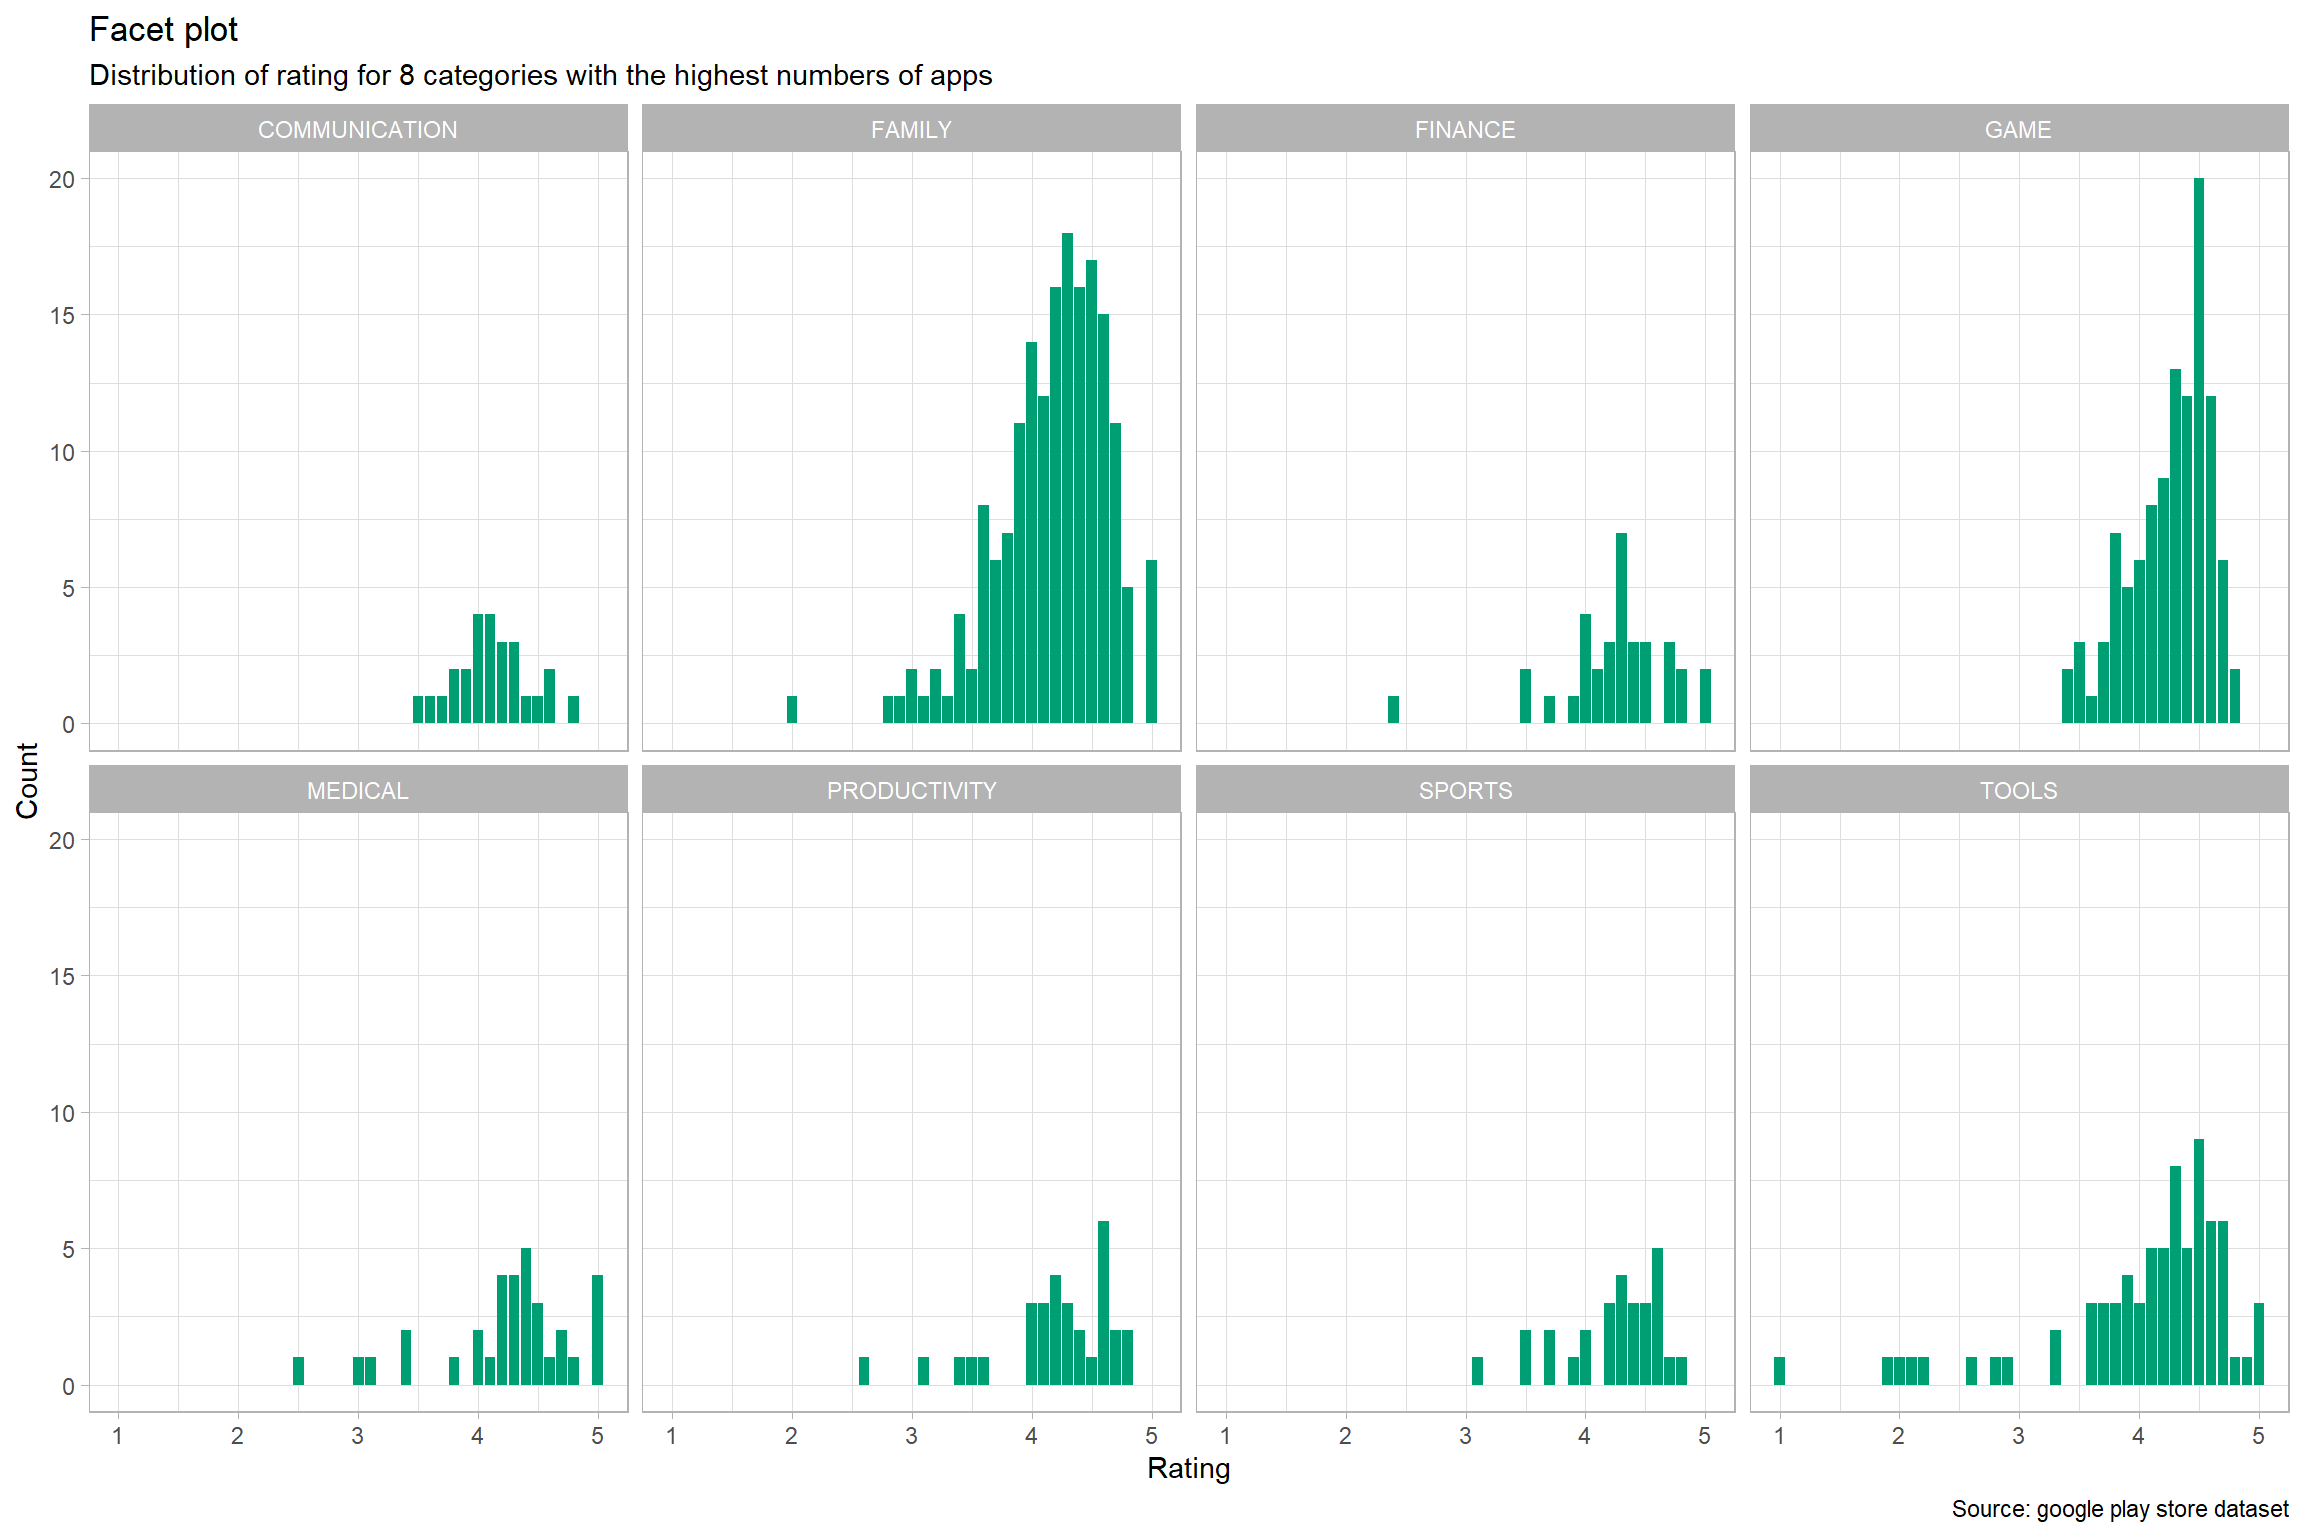 Facet plot
Distribution of rating for 8 categories with the highest numbers of apps
COMMUNICATION
FAMILY
FINANCE
GAME
20
15
10
5
0
Count
MEDICAL
PRODUCTIVITY
SPORTS
TOOLS
20
15
10
5
0
1 2 3 4 5
1 2 3 4 5
1 2 3 4 5
1 2 3 4 5
Rating
Source: google play store dataset